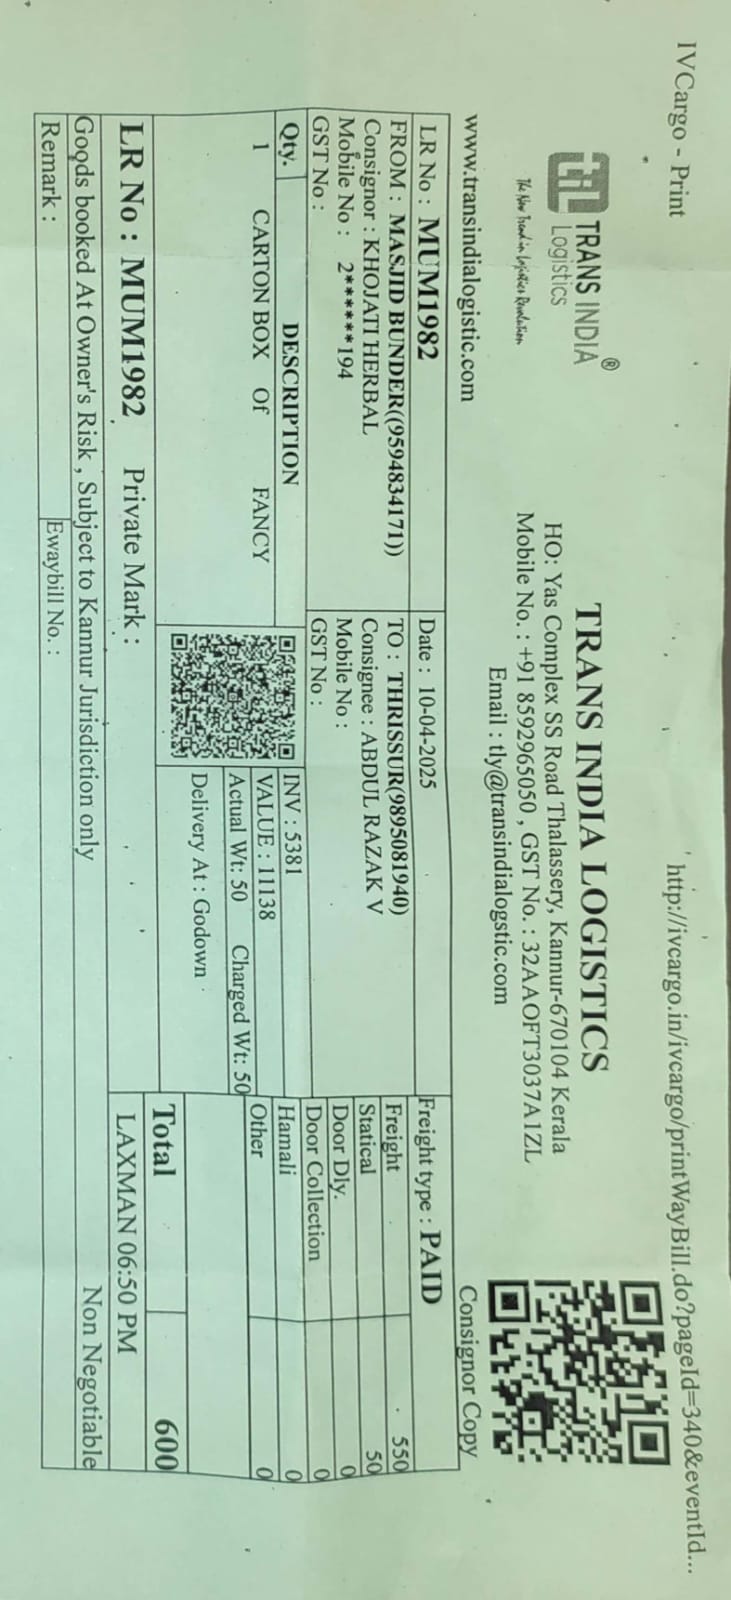 IVCargo - Print
http://ivcargo.in/ivcargo/printWayBill.do?pageId=340&eventId...
TRANS INDIA®
Logistics
The New Trend in Logistics Revolution
TRANS INDIA LOGISTICS
HO: Yas Complex SS Road Thalassery, Kannur-670104 Kerala
Mobile No. : +91 8592965050 , GST No. : 32AAOFT3037A1ZL
Email : tly@transindialogstic.com
www.transindialogistic.com
Consignor Copy
LR No : MUM1982
Date : 10-04-2025
Freight type : PAID
FROM : MASJID BUNDER((9594834171))
Consignor : KHOJATI HERBAL
Mobile No : 2******194
GST No :
TO : THRISSUR(9895081940)
Consignee : ABDUL RAZAK V
Mobile No :
GST No :
Freight 550
Statical 50
Door Dly. 0
Door Collection 0
Hamali 0
Other 0
Qty. DESCRIPTION
1 CARTON BOX Of FANCY
INV : 5381
VALUE : 11138
Actual Wt: 50 Charged Wt: 50
Delivery At : Godown
Total 600
LR No : MUM1982 Private Mark :
LAXMAN 06:50 PM
Goods booked At Owner's Risk , Subject to Kannur Jurisdiction only
Non Negotiable
Remark :
Ewaybill No. :